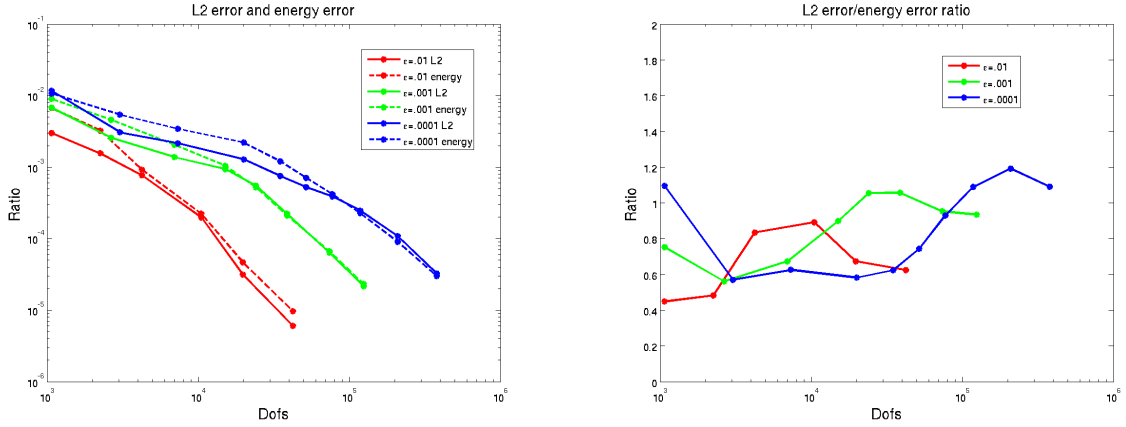 L2 error and energy error
10^-1
10^-2
10^-3
10^-4
10^-5
10^-6
Ratio
ε=.01 L2
ε=.01 energy
ε=.001 L2
ε=.001 energy
ε=.0001 L2
ε=.0001 energy
10^3
10^4
10^5
10^6
Dofs
L2 error/energy error ratio
2
1.8
1.6
1.4
1.2
1
0.8
0.6
0.4
0.2
0
Ratio
ε=.01
ε=.001
ε=.0001
10^3
10^4
10^5
10^6
Dofs